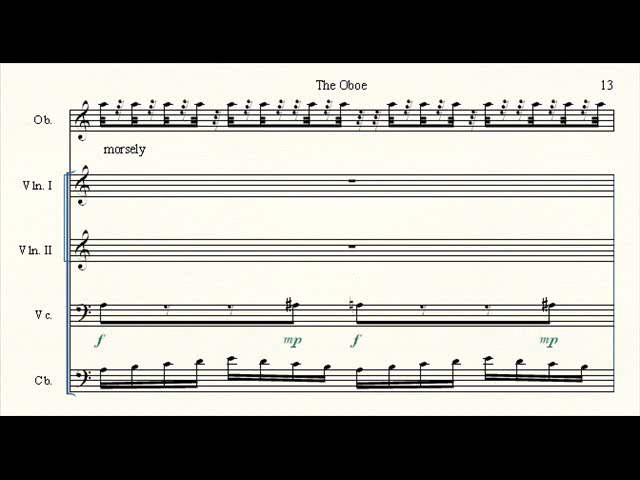 The Oboe 13
Ob.
morsely
Vln. I
Vln. II
Vc.
f mp f mp
Cb.